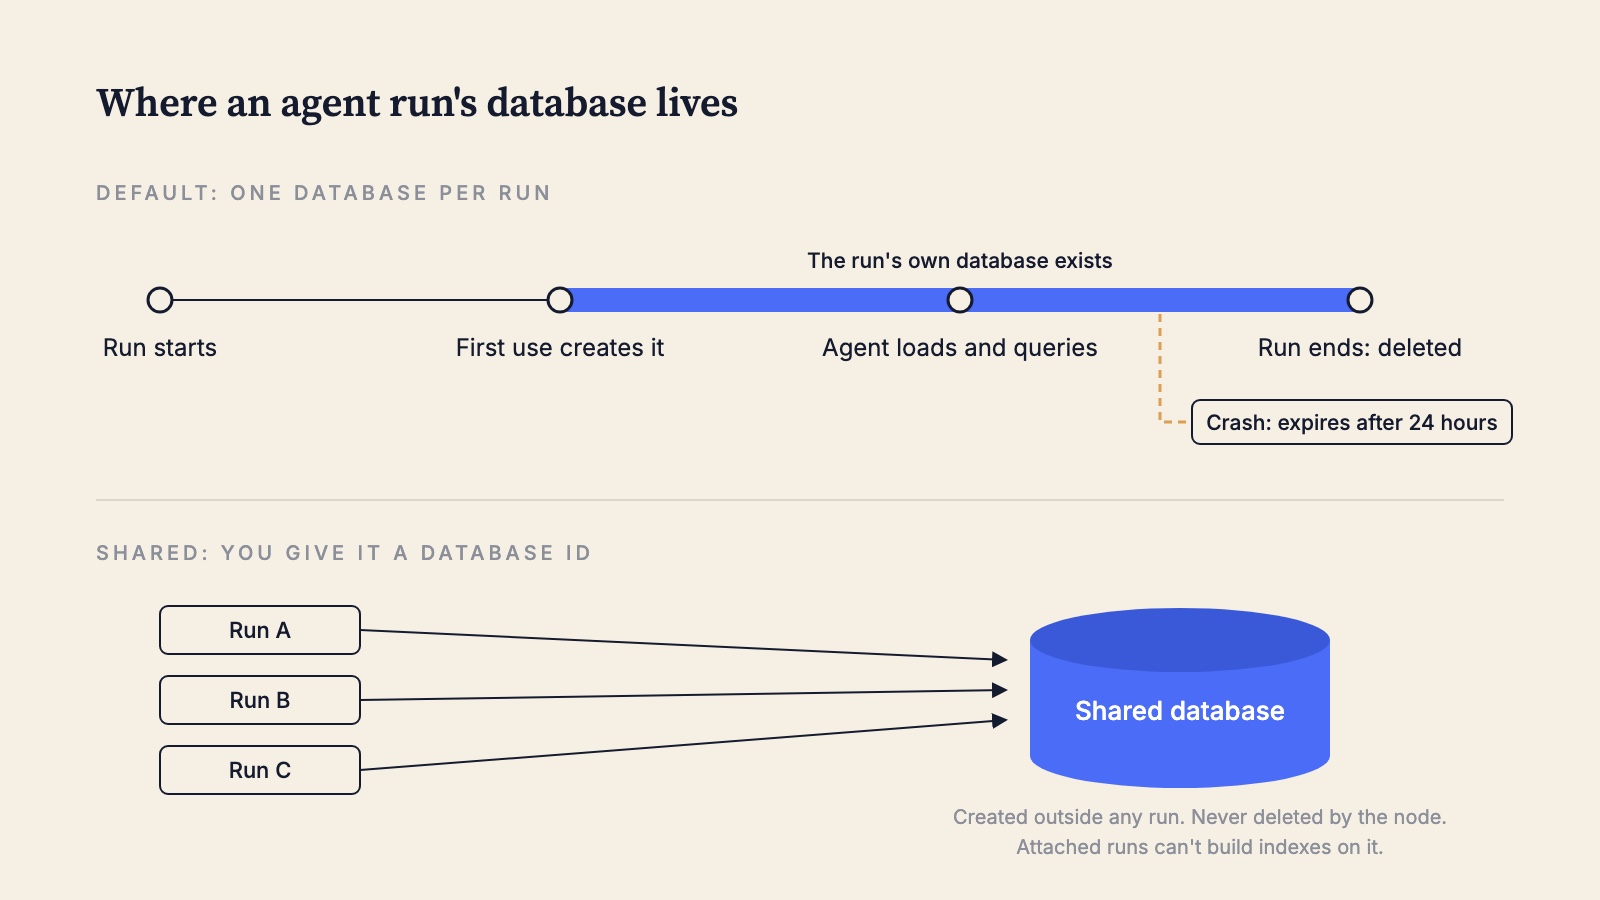 Where an agent run's database lives
DEFAULT: ONE DATABASE PER RUN
The run's own database exists
Run starts
First use creates it
Agent loads and queries
Run ends: deleted
Crash: expires after 24 hours
SHARED: YOU GIVE IT A DATABASE ID
Run A
Run B
Run C
Shared database
Created outside any run. Never deleted by the node.
Attached runs can't build indexes on it.